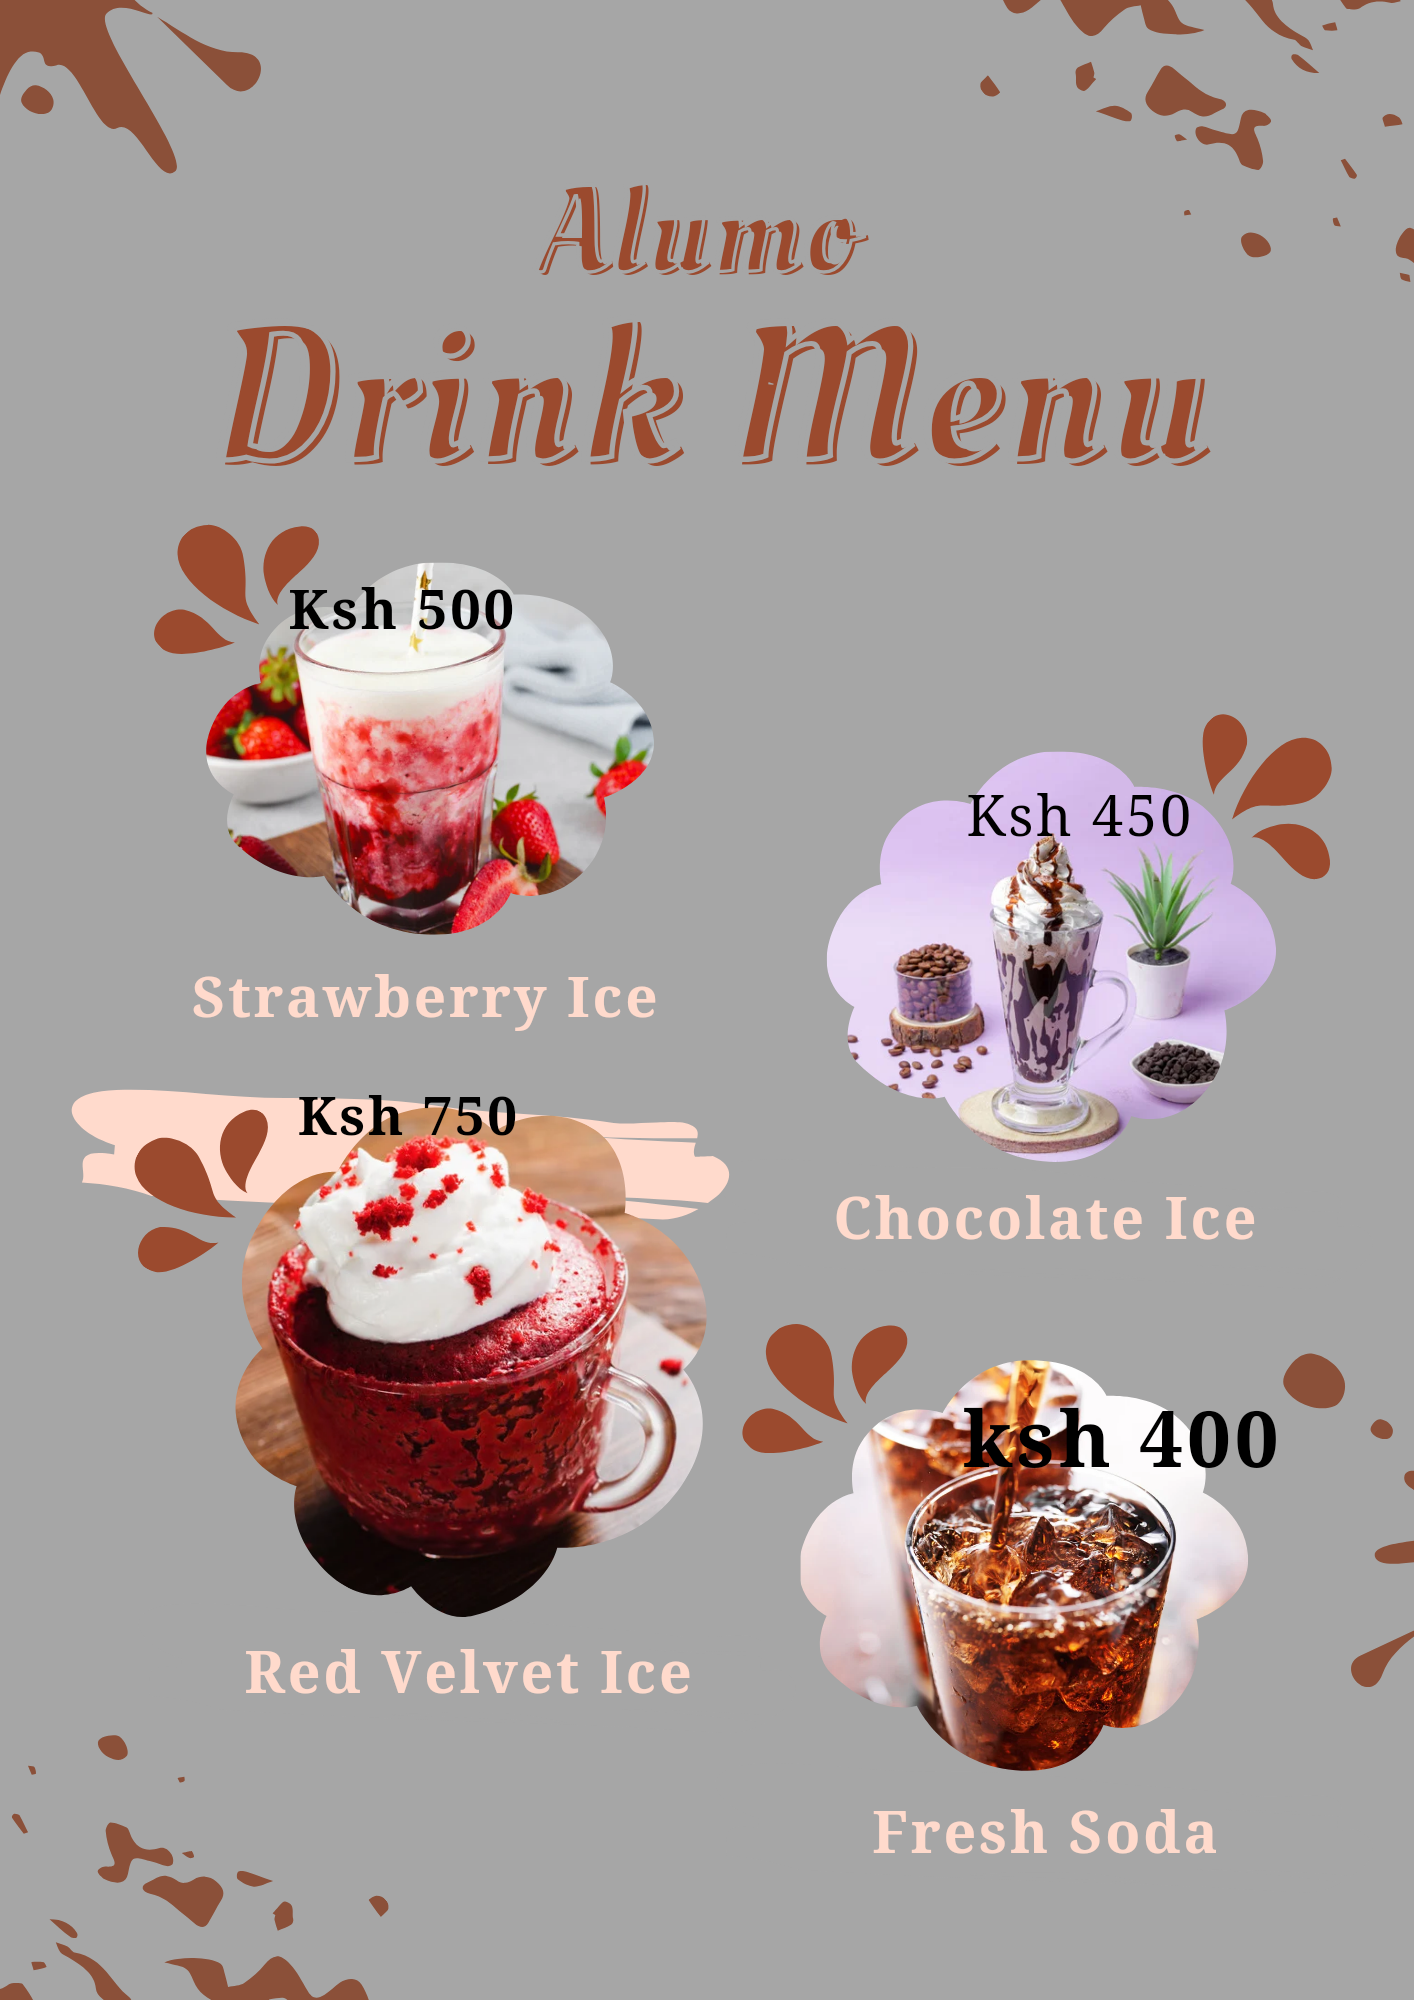 Alumo
Drink Menu
Ksh 500
Strawberry Ice
Ksh 450
Chocolate Ice
Ksh 750
Red Velvet Ice
ksh 400
Fresh Soda